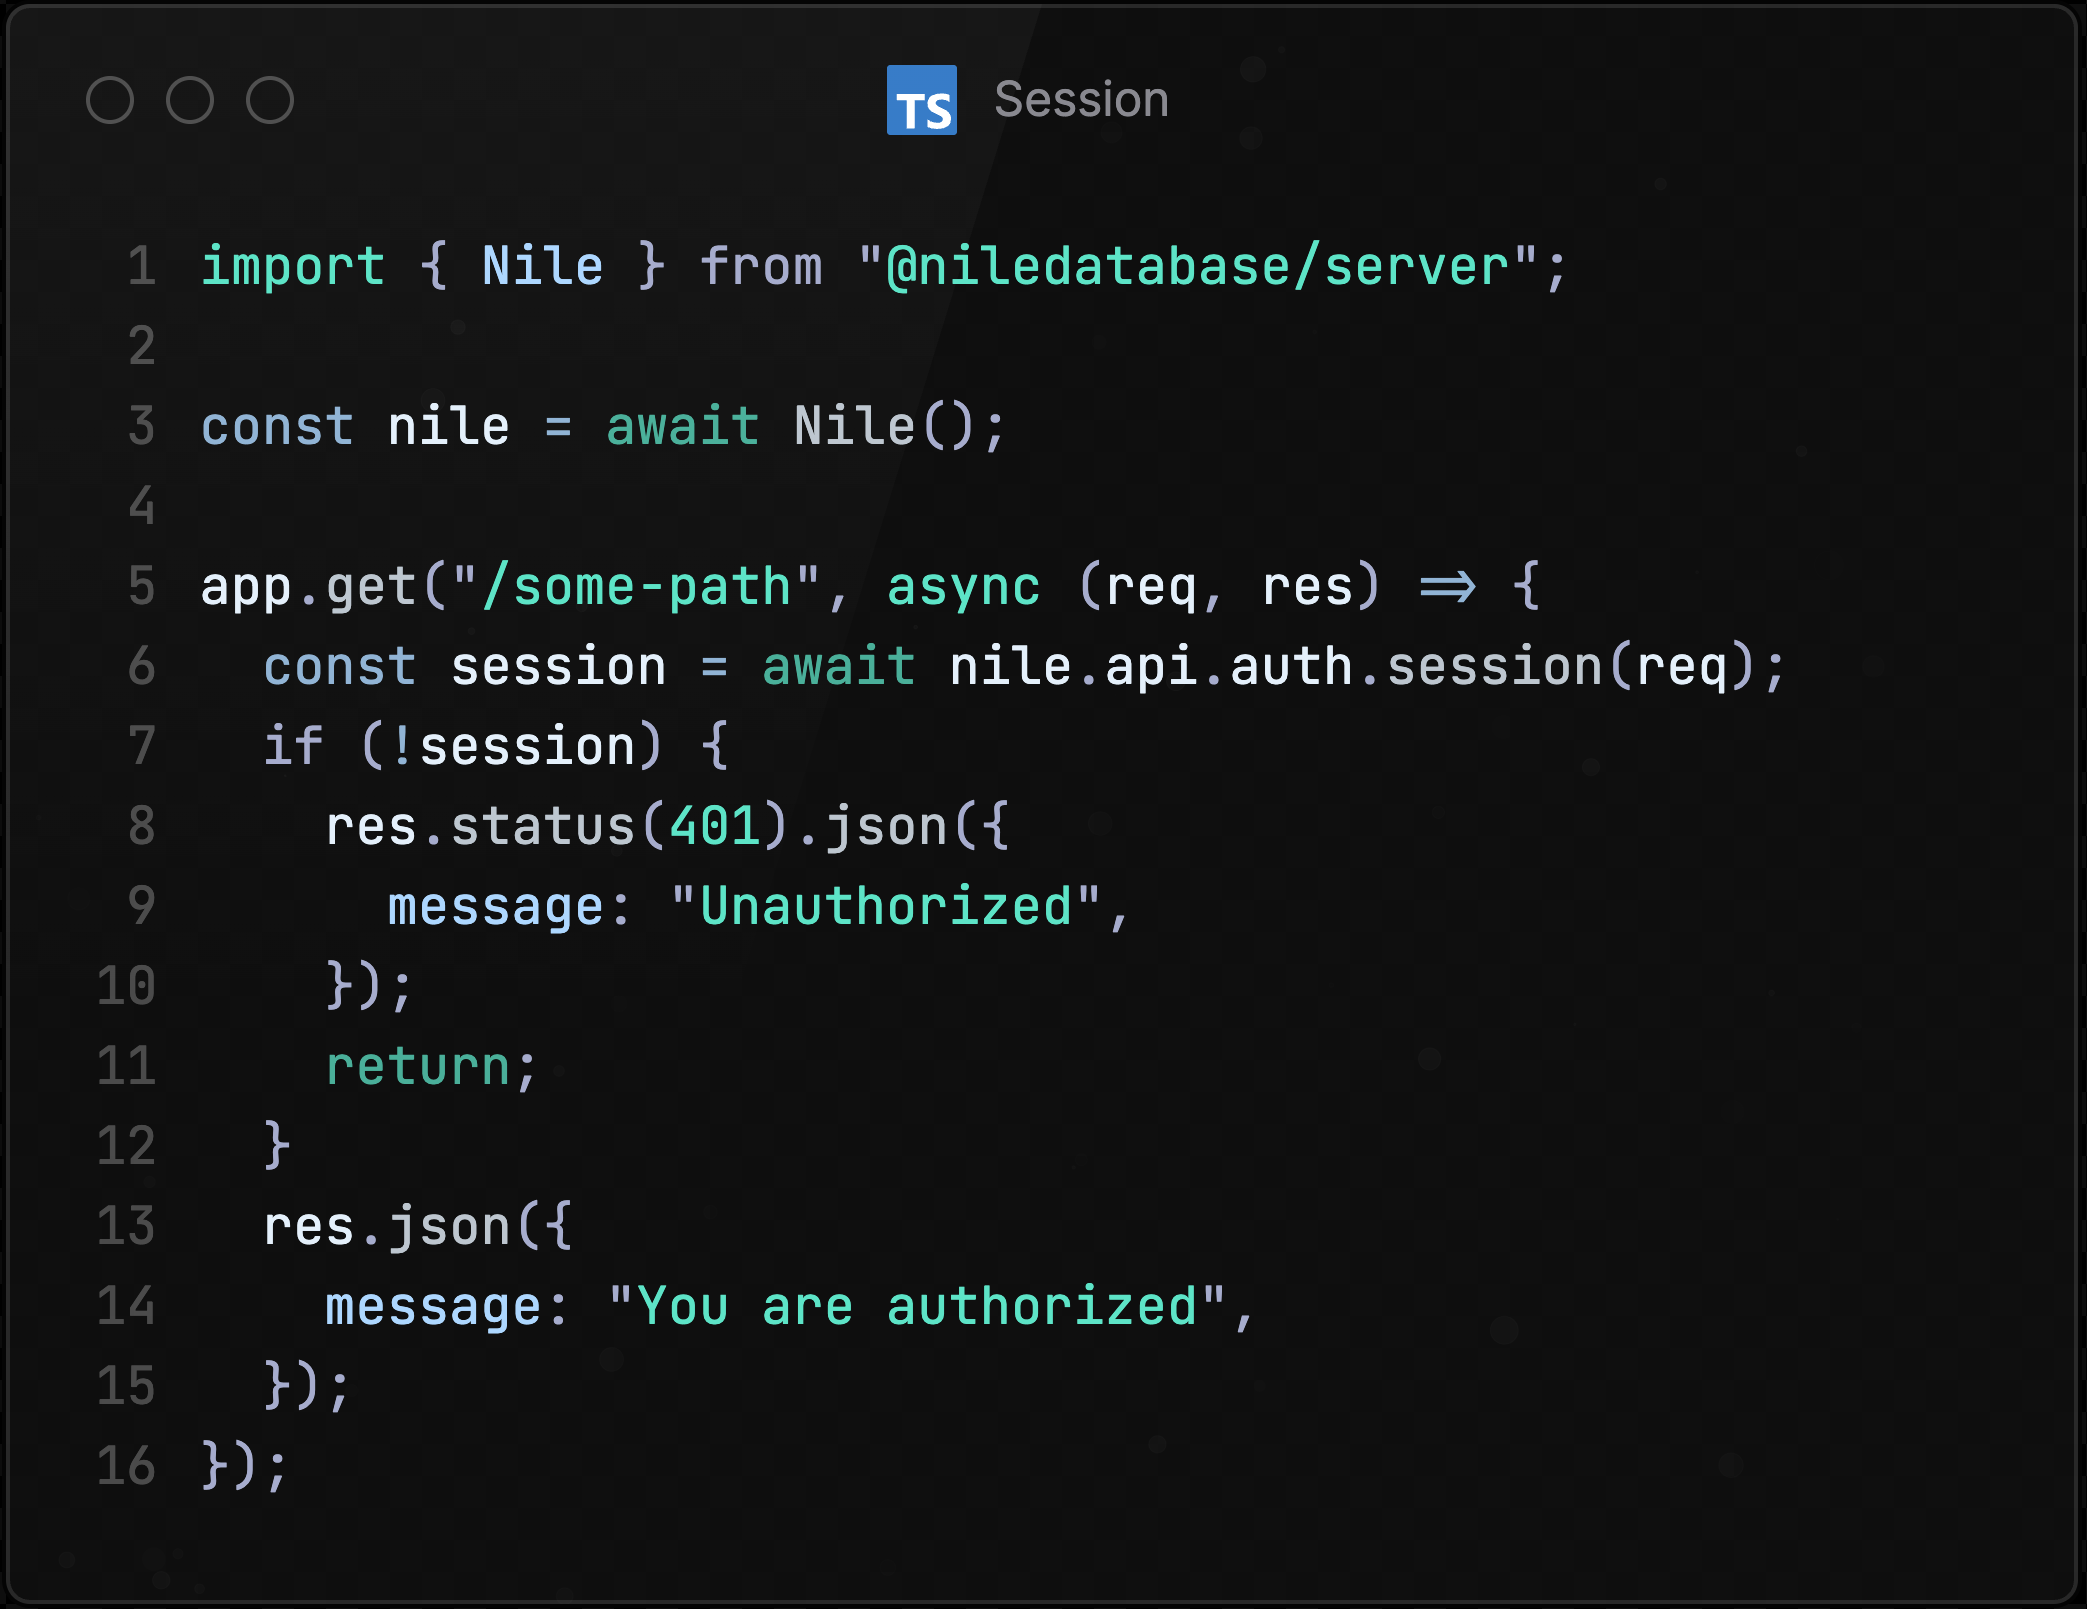 TS Session
1 import { Nile } from "@niledatabase/server";
2
3 const nile = await Nile();
4
5 app.get("/some-path", async (req, res) => {
6   const session = await nile.api.auth.session(req);
7   if (!session) {
8     res.status(401).json({
9       message: "Unauthorized",
10     });
11     return;
12   }
13   res.json({
14     message: "You are authorized",
15   });
16 });